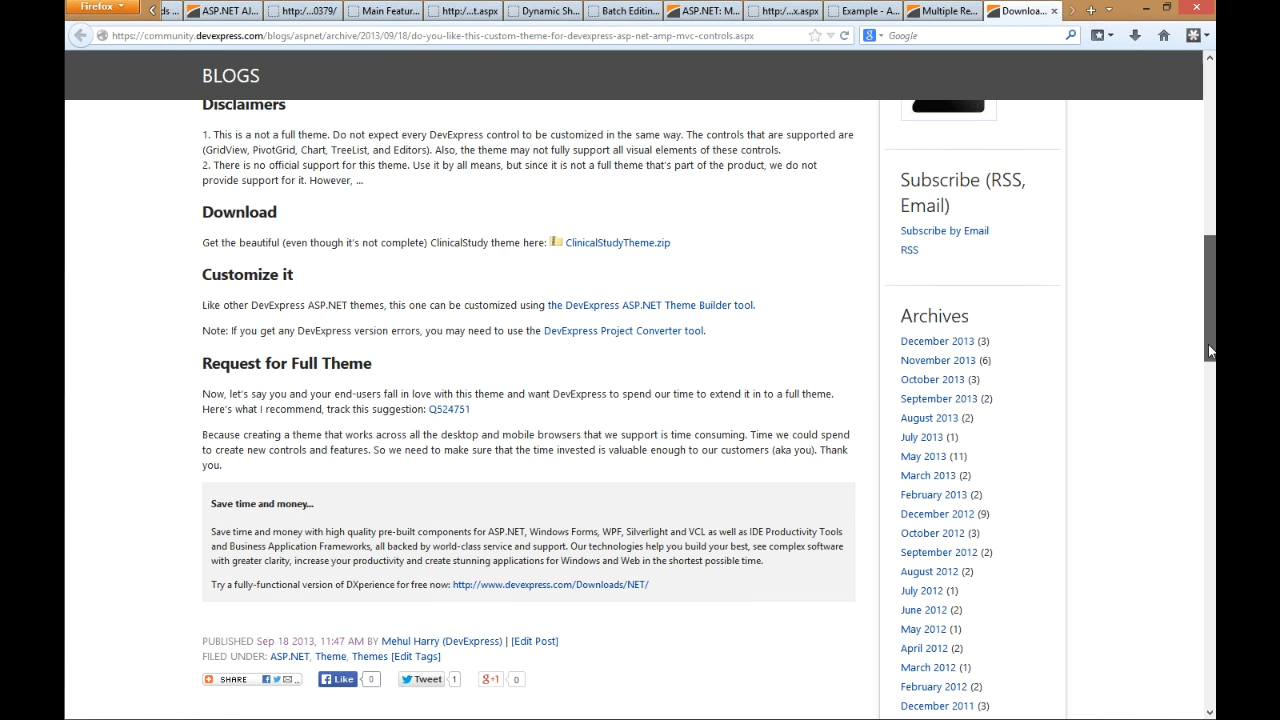 Firefox
ds ...
ASP.NET AJ...
http:/...0379/
Main Featur...
http:/...t.aspx
Dynamic Sh...
Batch Editin...
ASP.NET: M...
http:/...x.aspx
Example - A...
Multiple Re...
Downloa...
https://community.devexpress.com/blogs/aspnet/archive/2013/09/18/do-you-like-this-custom-theme-for-devexpress-asp-net-amp-mvc-controls.aspx
Google
BLOGS
Disclaimers
1. This is a not a full theme. Do not expect every DevExpress control to be customized in the same way. The controls that are supported are
(GridView, PivotGrid, Chart, TreeList, and Editors). Also, the theme may not fully support all visual elements of these controls.
2. There is no official support for this theme. Use it by all means, but since it is not a full theme that's part of the product, we do not
provide support for it. However, ...
Download
Get the beautiful (even though it's not complete) ClinicalStudy theme here: ClinicalStudyTheme.zip
Customize it
Like other DevExpress ASP.NET themes, this one can be customized using the DevExpress ASP.NET Theme Builder tool.
Note: If you get any DevExpress version errors, you may need to use the DevExpress Project Converter tool.
Request for Full Theme
Now, let's say you and your end-users fall in love with this theme and want DevExpress to spend our time to extend it in to a full theme.
Here's what I recommend, track this suggestion: Q524751
Because creating a theme that works across all the desktop and mobile browsers that we support is time consuming. Time we could spend
to create new controls and features. So we need to make sure that the time invested is valuable enough to our customers (aka you). Thank
you.
Save time and money...
Save time and money with high quality pre-built components for ASP.NET, Windows Forms, WPF, Silverlight and VCL as well as IDE Productivity Tools
and Business Application Frameworks, all backed by world-class service and support. Our technologies help you build your best, see complex software
with greater clarity, increase your productivity and create stunning applications for Windows and Web in the shortest possible time.
Try a fully-functional version of DXperience for free now: http://www.devexpress.com/Downloads/NET/
PUBLISHED Sep 18 2013, 11:47 AM BY Mehul Harry (DevExpress) | [Edit Post]
FILED UNDER: ASP.NET, Theme, Themes [Edit Tags]
SHARE
Like 0
Tweet 1
g+1 0
Subscribe (RSS,
Email)
Subscribe by Email
RSS
Archives
December 2013 (3)
November 2013 (6)
October 2013 (3)
September 2013 (2)
August 2013 (2)
July 2013 (1)
May 2013 (11)
March 2013 (2)
February 2013 (2)
December 2012 (9)
October 2012 (3)
September 2012 (2)
August 2012 (2)
July 2012 (1)
June 2012 (2)
May 2012 (1)
April 2012 (2)
March 2012 (1)
February 2012 (2)
December 2011 (3)